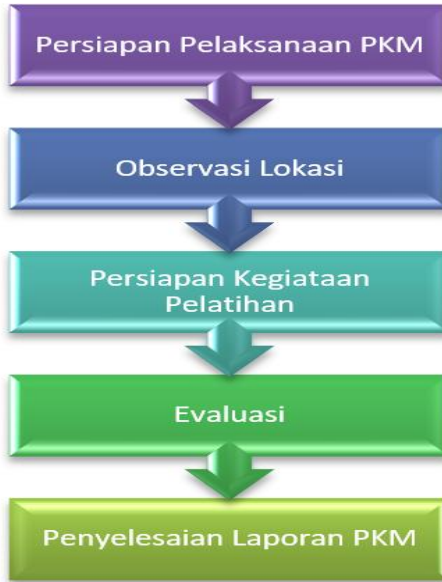 Persiapan Pelaksanaan PKM
Observasi Lokasi
Persiapan Kegiataan
Pelatihan
Evaluasi
Penyelesaian Laporan PKM